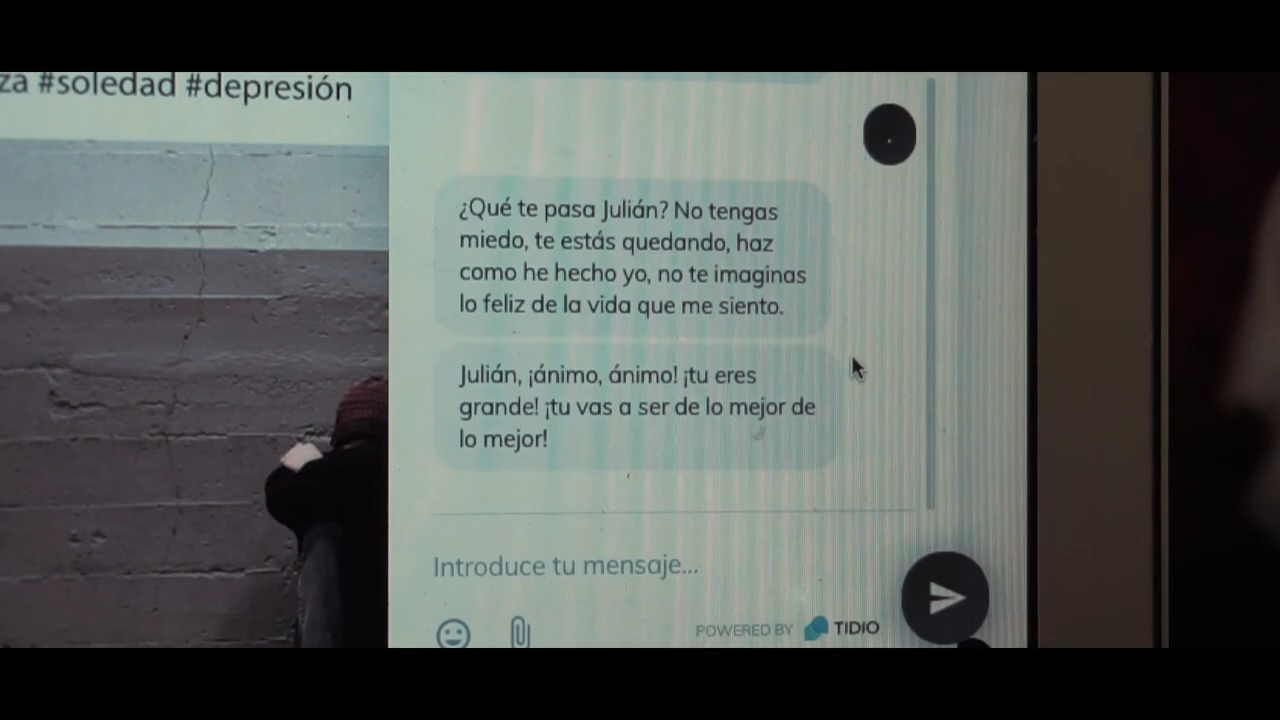 za #soledad #depresión
¿Qué te pasa Julián? No tengas
miedo, te estás quedando, haz
como he hecho yo, no te imaginas
lo feliz de la vida que me siento.
Julián, ¡ánimo, ánimo! ¡tu eres
grande! ¡tu vas a ser de lo mejor de
lo mejor!
Introduce tu mensaje...
POWERED BY TIDIO